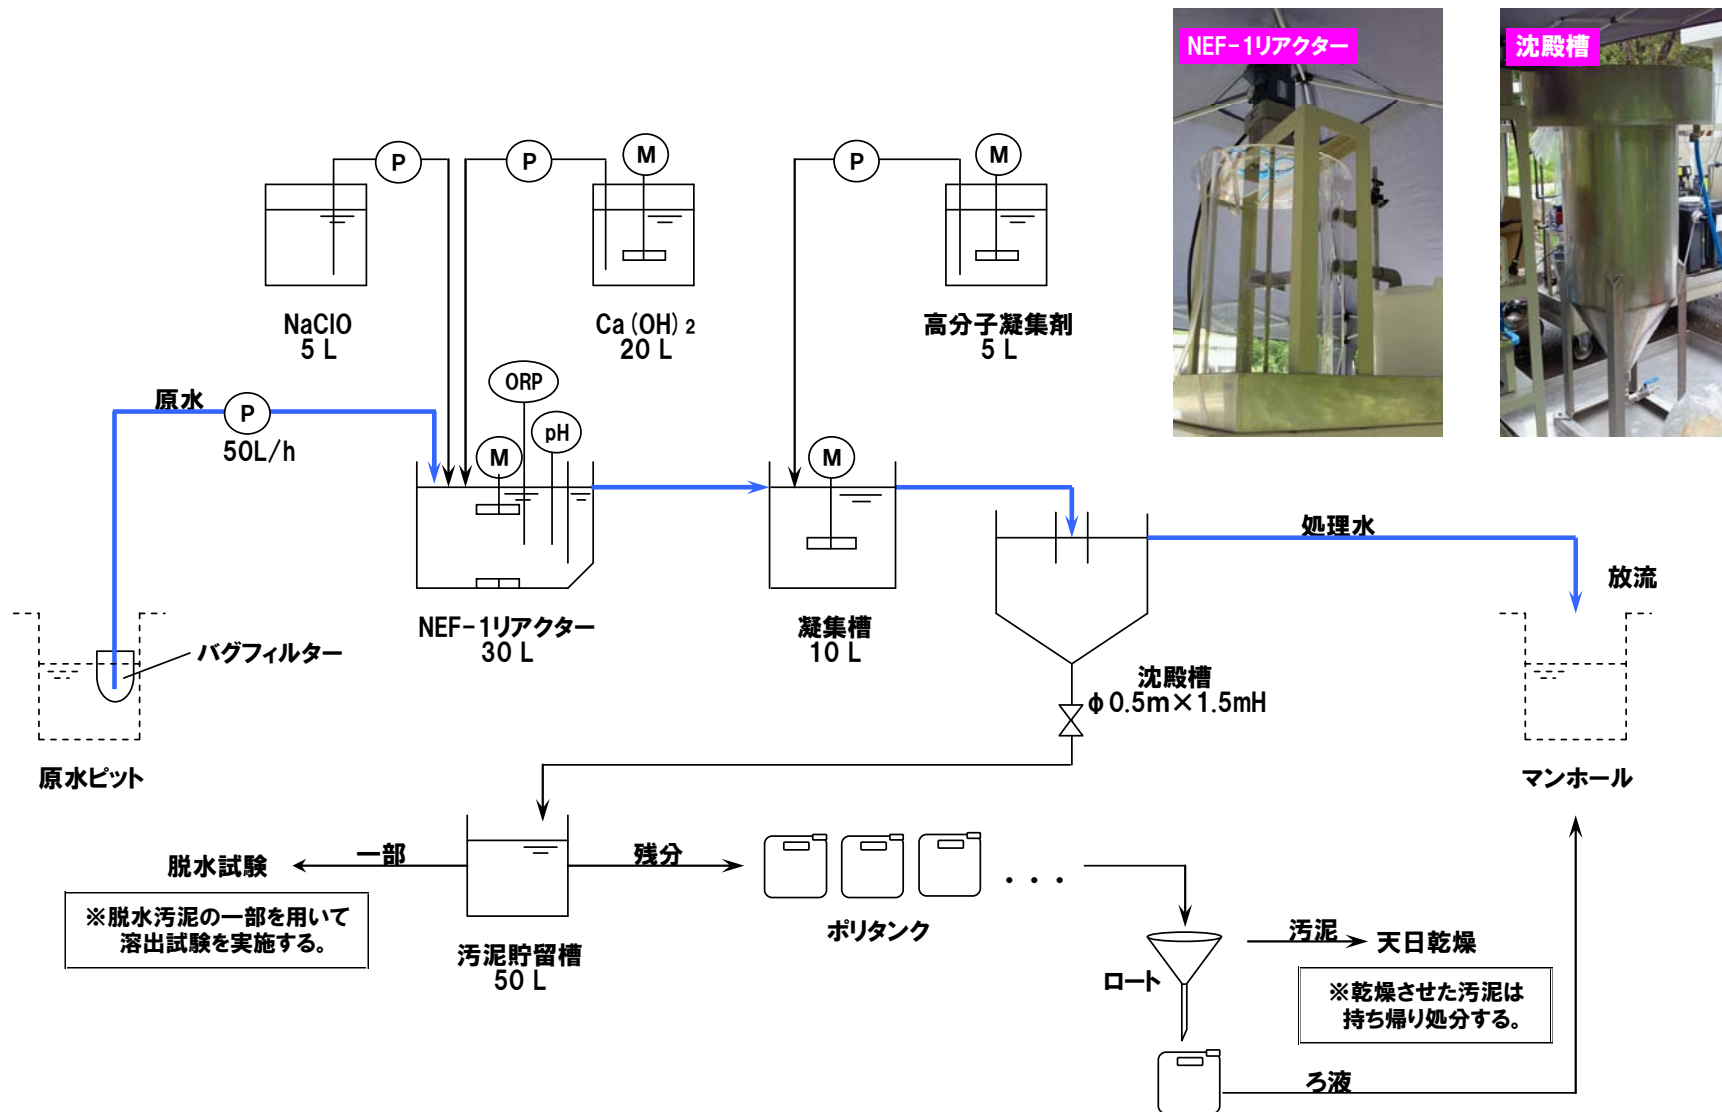 NEF-1リアクター
沈殿槽
P
P
M
P
M
NaClO
5 L
Ca(OH)2
20 L
高分子凝集剤
5 L
原水
P
50L/h
ORP
pH
M
M
NEF-1リアクター
30 L
凝集槽
10 L
処理水
放流
バグフィルター
沈殿槽
φ0.5m×1.5mH
原水ピット
マンホール
脱水試験
一部
残分
※脱水汚泥の一部を用いて
溶出試験を実施する。
汚泥貯留槽
50 L
・・・
ポリタンク
ロート
汚泥
天日乾燥
※乾燥させた汚泥は
持ち帰り処分する。
ろ液